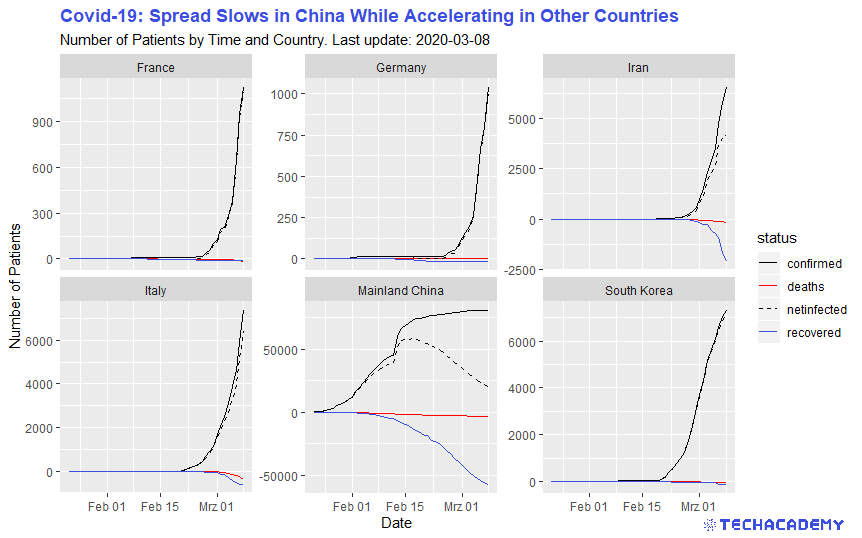 Covid-19: Spread Slows in China While Accelerating in Other Countries
Number of Patients by Time and Country. Last update: 2020-03-08
France
Germany
Iran
900
600
300
0
1000
750
500
250
0
5000
2500
0
-2500
Number of Patients
Italy
Mainland China
South Korea
6000
4000
2000
0
50000
0
-50000
6000
4000
2000
0
Feb 01 Feb 15 Mrz 01
Feb 01 Feb 15 Mrz 01
Feb 01 Feb 15 Mrz 01
Date
status
confirmed
deaths
netinfected
recovered
TECHACADEMY